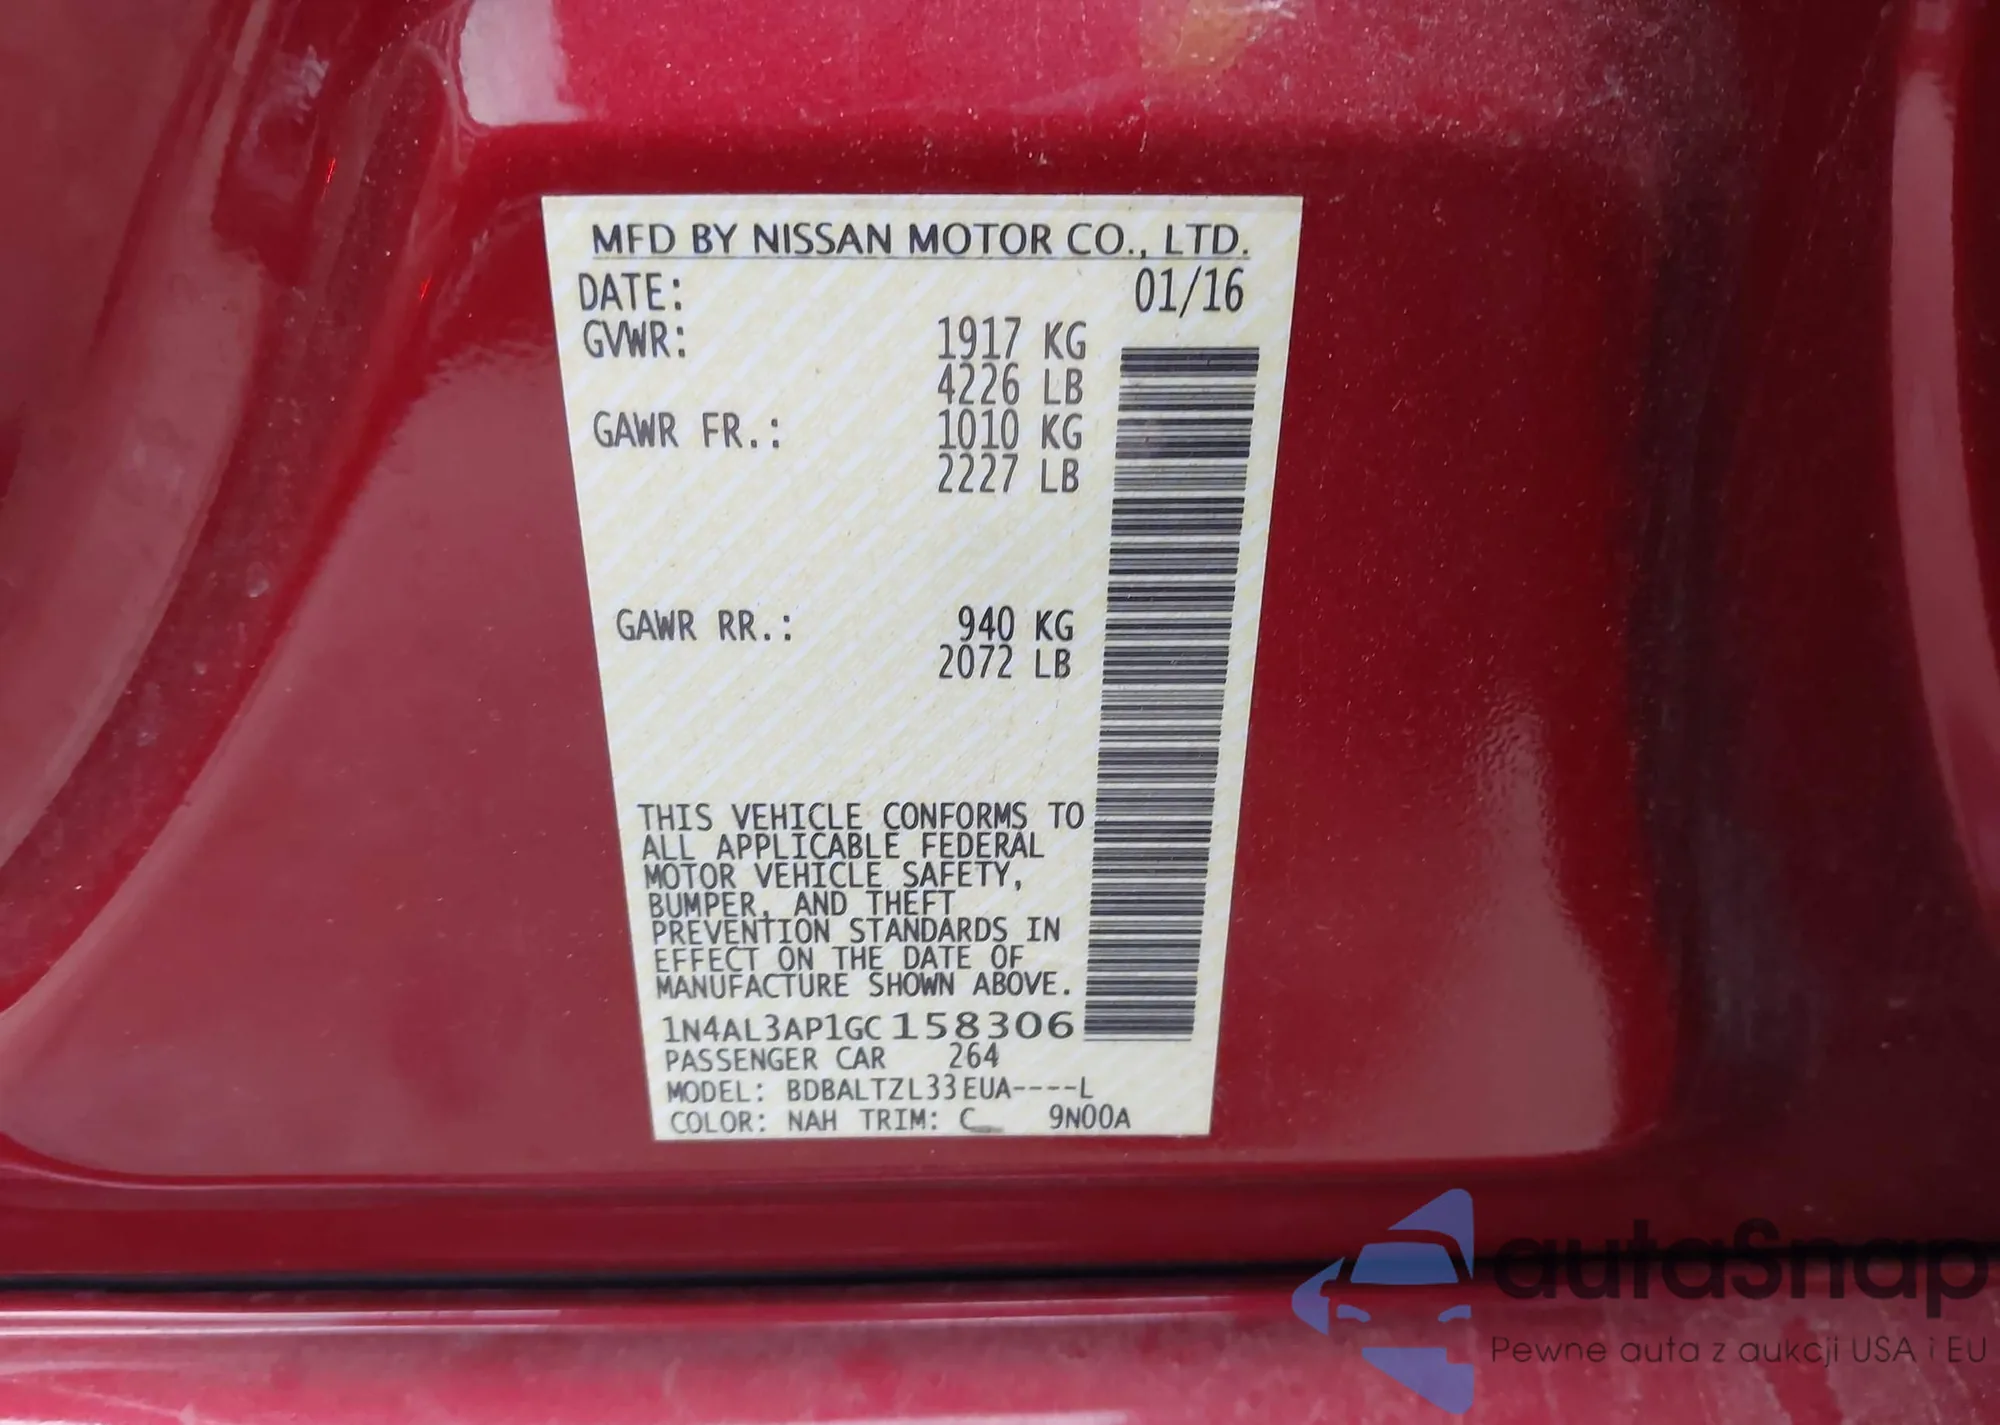 MFD BY NISSAN MOTOR CO., LTD.
DATE: 01/16
GVWR: 1917 KG
4226 LB
GAWR FR.: 1010 KG
2227 LB
GAWR RR.: 940 KG
2072 LB
THIS VEHICLE CONFORMS TO
ALL APPLICABLE FEDERAL
MOTOR VEHICLE SAFETY,
BUMPER, AND THEFT
PREVENTION STANDARDS IN
EFFECT ON THE DATE OF
MANUFACTURE SHOWN ABOVE.
1N4AL3AP1GC158306
PASSENGER CAR 264
MODEL: BDBALTZL33EUA----L
COLOR: NAH TRIM: C 9N00A
autaSnap
Pewne auta z aukcji USA i EU